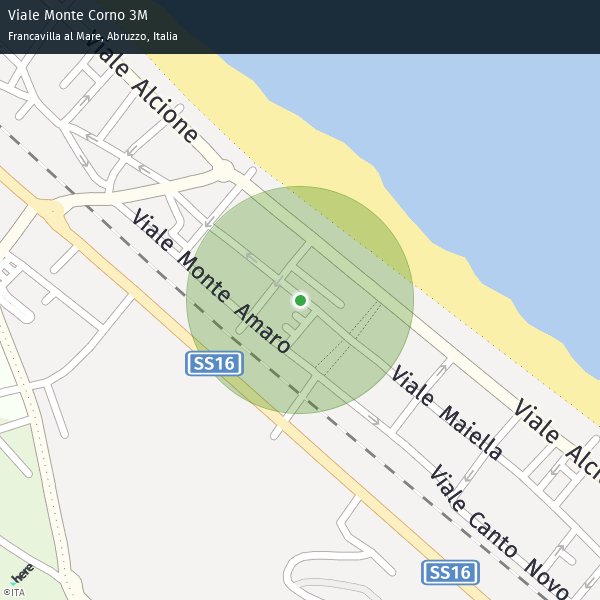 Viale Monte Corno 3M
Francavilla al Mare, Abruzzo, Italia
Viale Alcione
Viale Monte Amaro
SS16
Viale Maiella
Viale Alci
Viale Canto Novo
SS16
here
©ITA